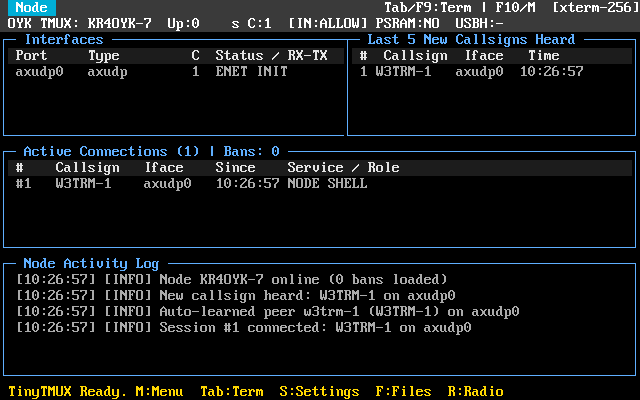 Node Tab/F9:Term | F10/M [xterm-256]
OYK TMUX: KR4OYK-7 Up:0 s C:1 [IN:ALLOW] PSRAM:NO USBH:-
Interfaces Last 5 New Callsigns Heard
Port Type C Status / RX-TX # Callsign Iface Time
axudp0 axudp 1 ENET INIT 1 W3TRM-1 axudp0 10:26:57
Active Connections (1) | Bans: 0
# Callsign Iface Since Service / Role
#1 W3TRM-1 axudp0 10:26:57 NODE SHELL
Node Activity Log
[10:26:57] [INFO] Node KR4OYK-7 online (0 bans loaded)
[10:26:57] [INFO] New callsign heard: W3TRM-1 on axudp0
[10:26:57] [INFO] Auto-learned peer w3trm-1 (W3TRM-1) on axudp0
[10:26:57] [INFO] Session #1 connected: W3TRM-1 on axudp0
TinyTMUX Ready. M:Menu Tab:Term S:Settings F:Files R:Radio